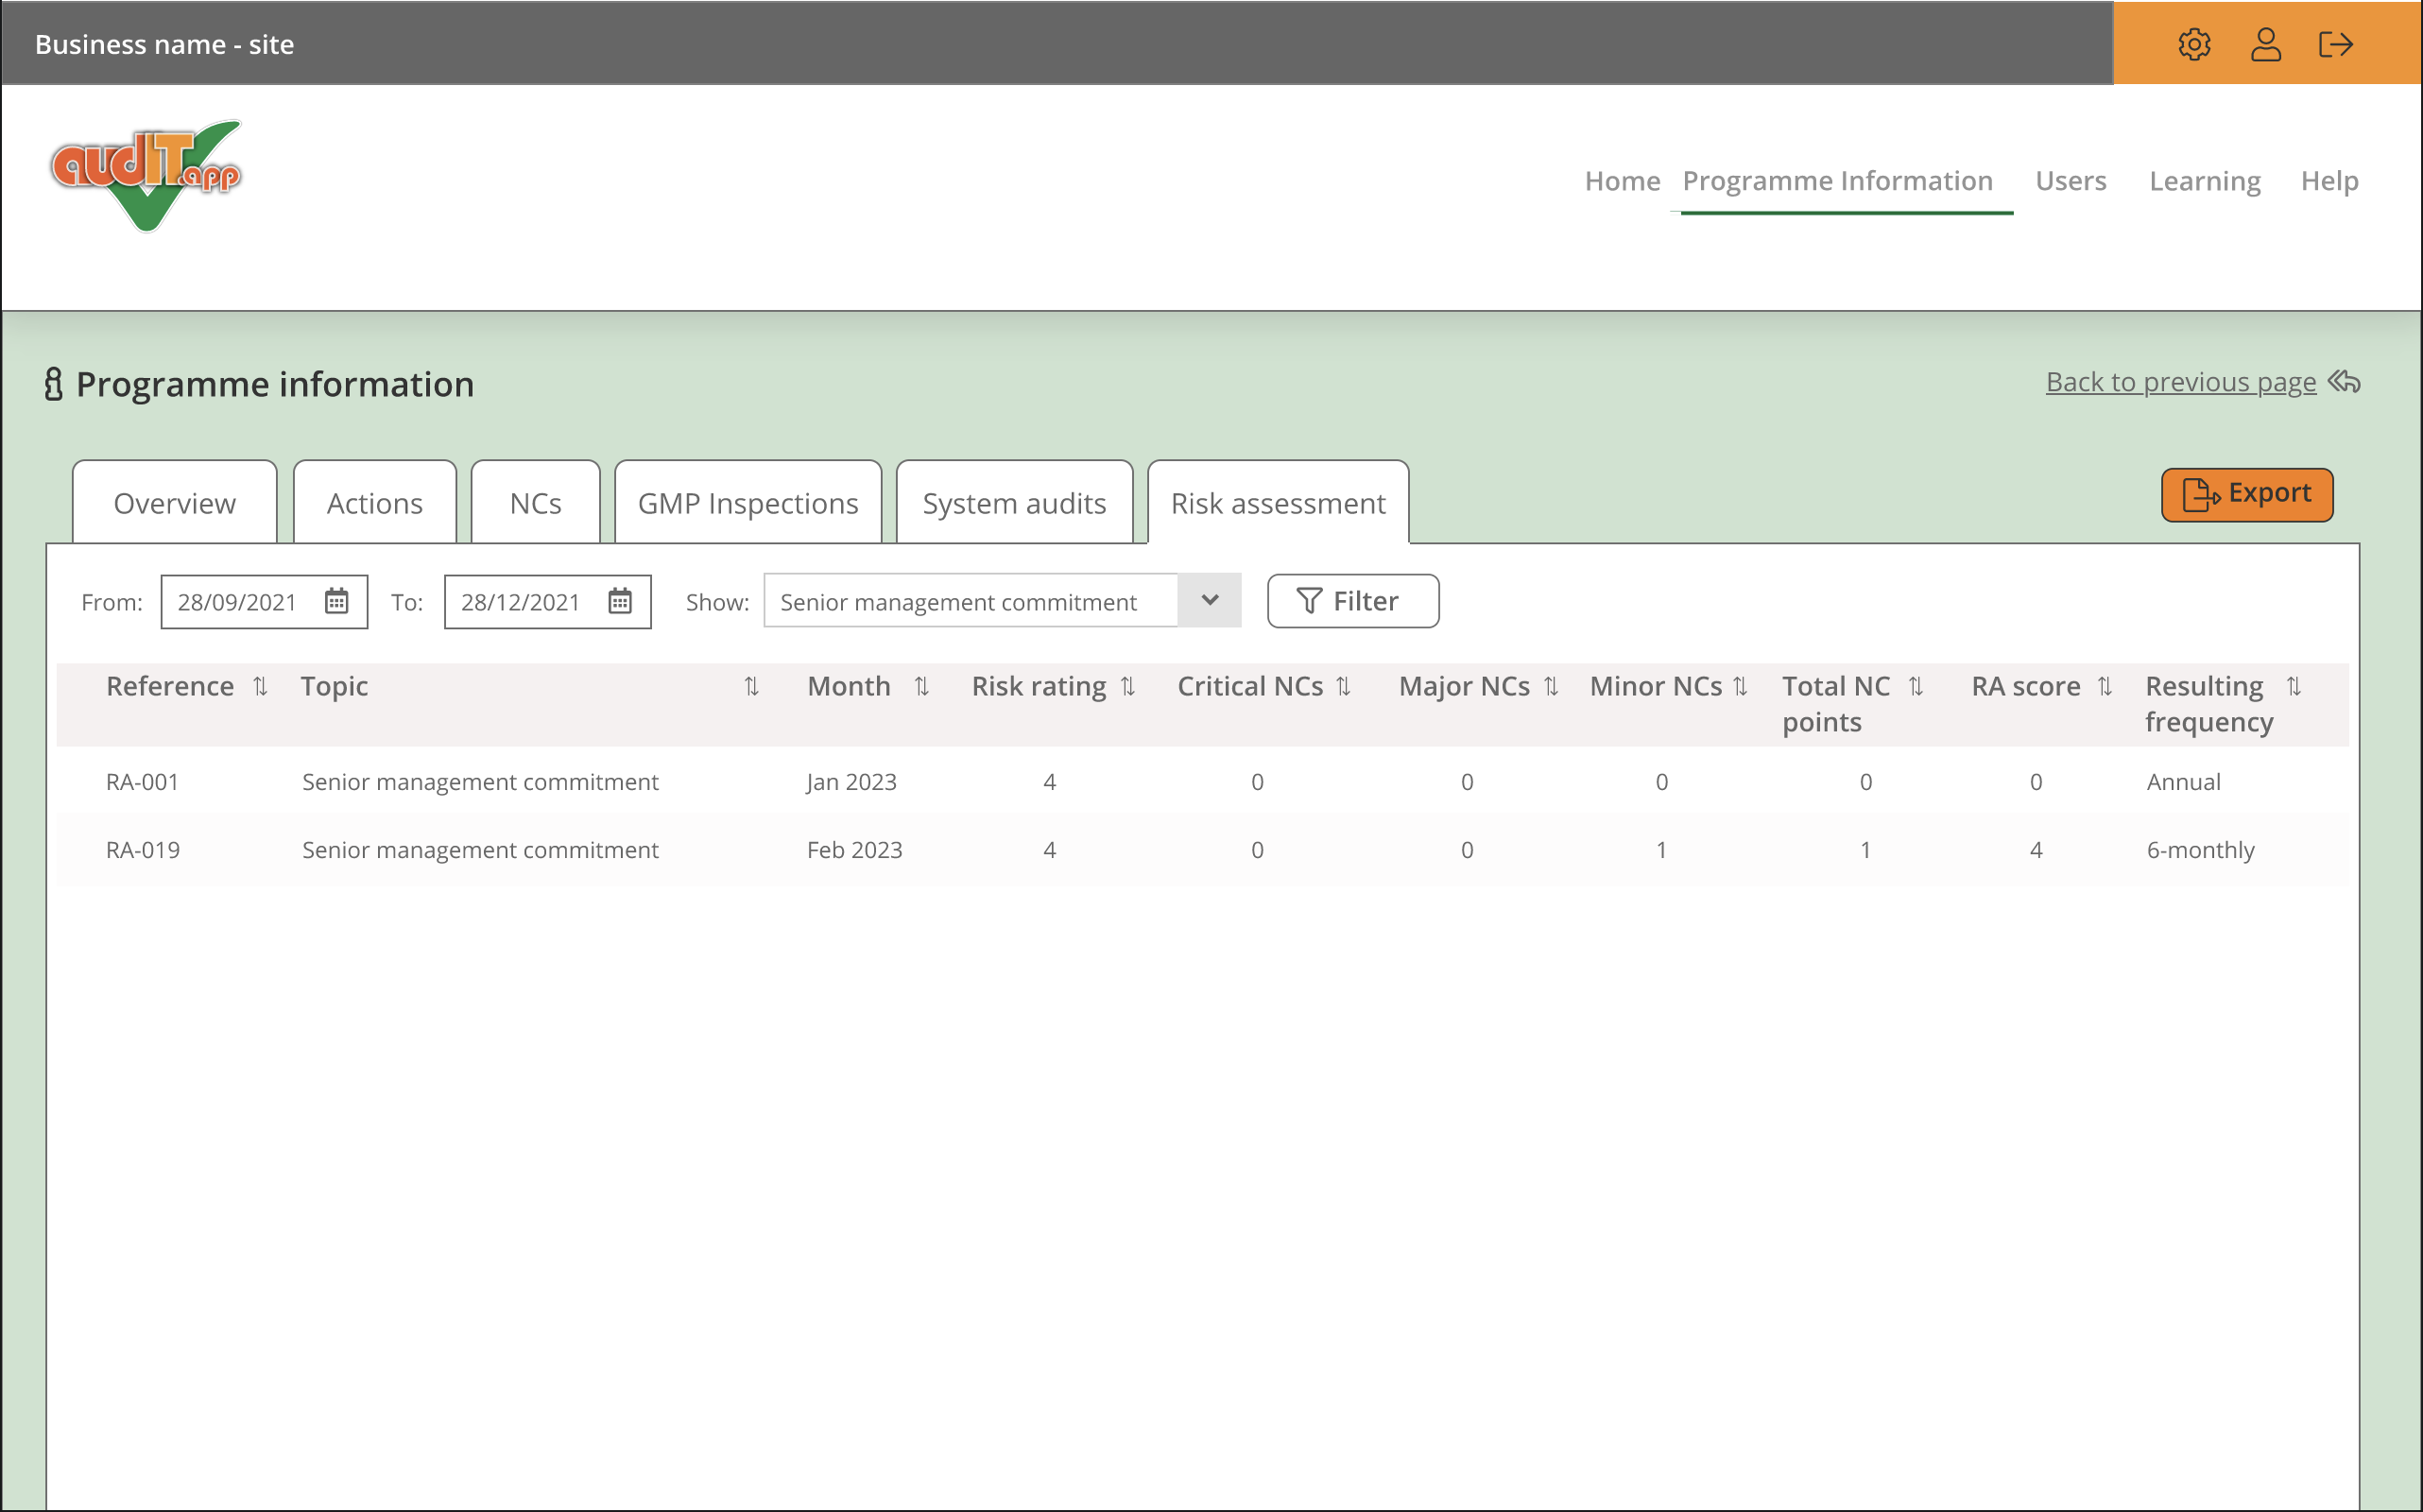 Business name - site
audIT.app
Home Programme Information Users Learning Help
Programme information
Back to previous page
Overview Actions NCs GMP Inspections System audits Risk assessment
Export
From: 28/09/2021 To: 28/12/2021 Show: Senior management commitment Filter
Reference Topic Month Risk rating Critical NCs Major NCs Minor NCs Total NC points RA score Resulting frequency
RA-001 Senior management commitment Jan 2023 4 0 0 0 0 0 Annual
RA-019 Senior management commitment Feb 2023 4 0 0 1 1 4 6-monthly